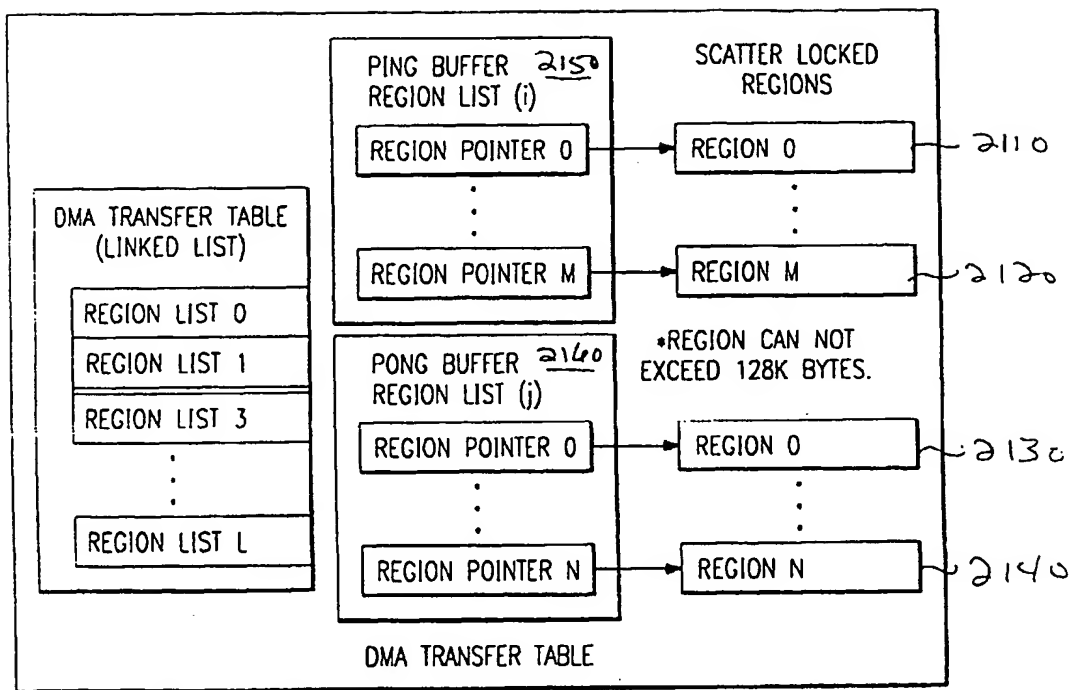 DMA TRANSFER TABLE
(LINKED LIST)
REGION LIST 0
REGION LIST 1
REGION LIST 3
REGION LIST L
PING BUFFER 2150
REGION LIST (i)
REGION POINTER 0
REGION POINTER M
PONG BUFFER 2160
REGION LIST (j)
REGION POINTER 0
REGION POINTER N
SCATTER LOCKED
REGIONS
REGION 0
2110
REGION M
2120
*REGION CAN NOT
EXCEED 128K BYTES.
REGION 0
2130
REGION N
2140
DMA TRANSFER TABLE